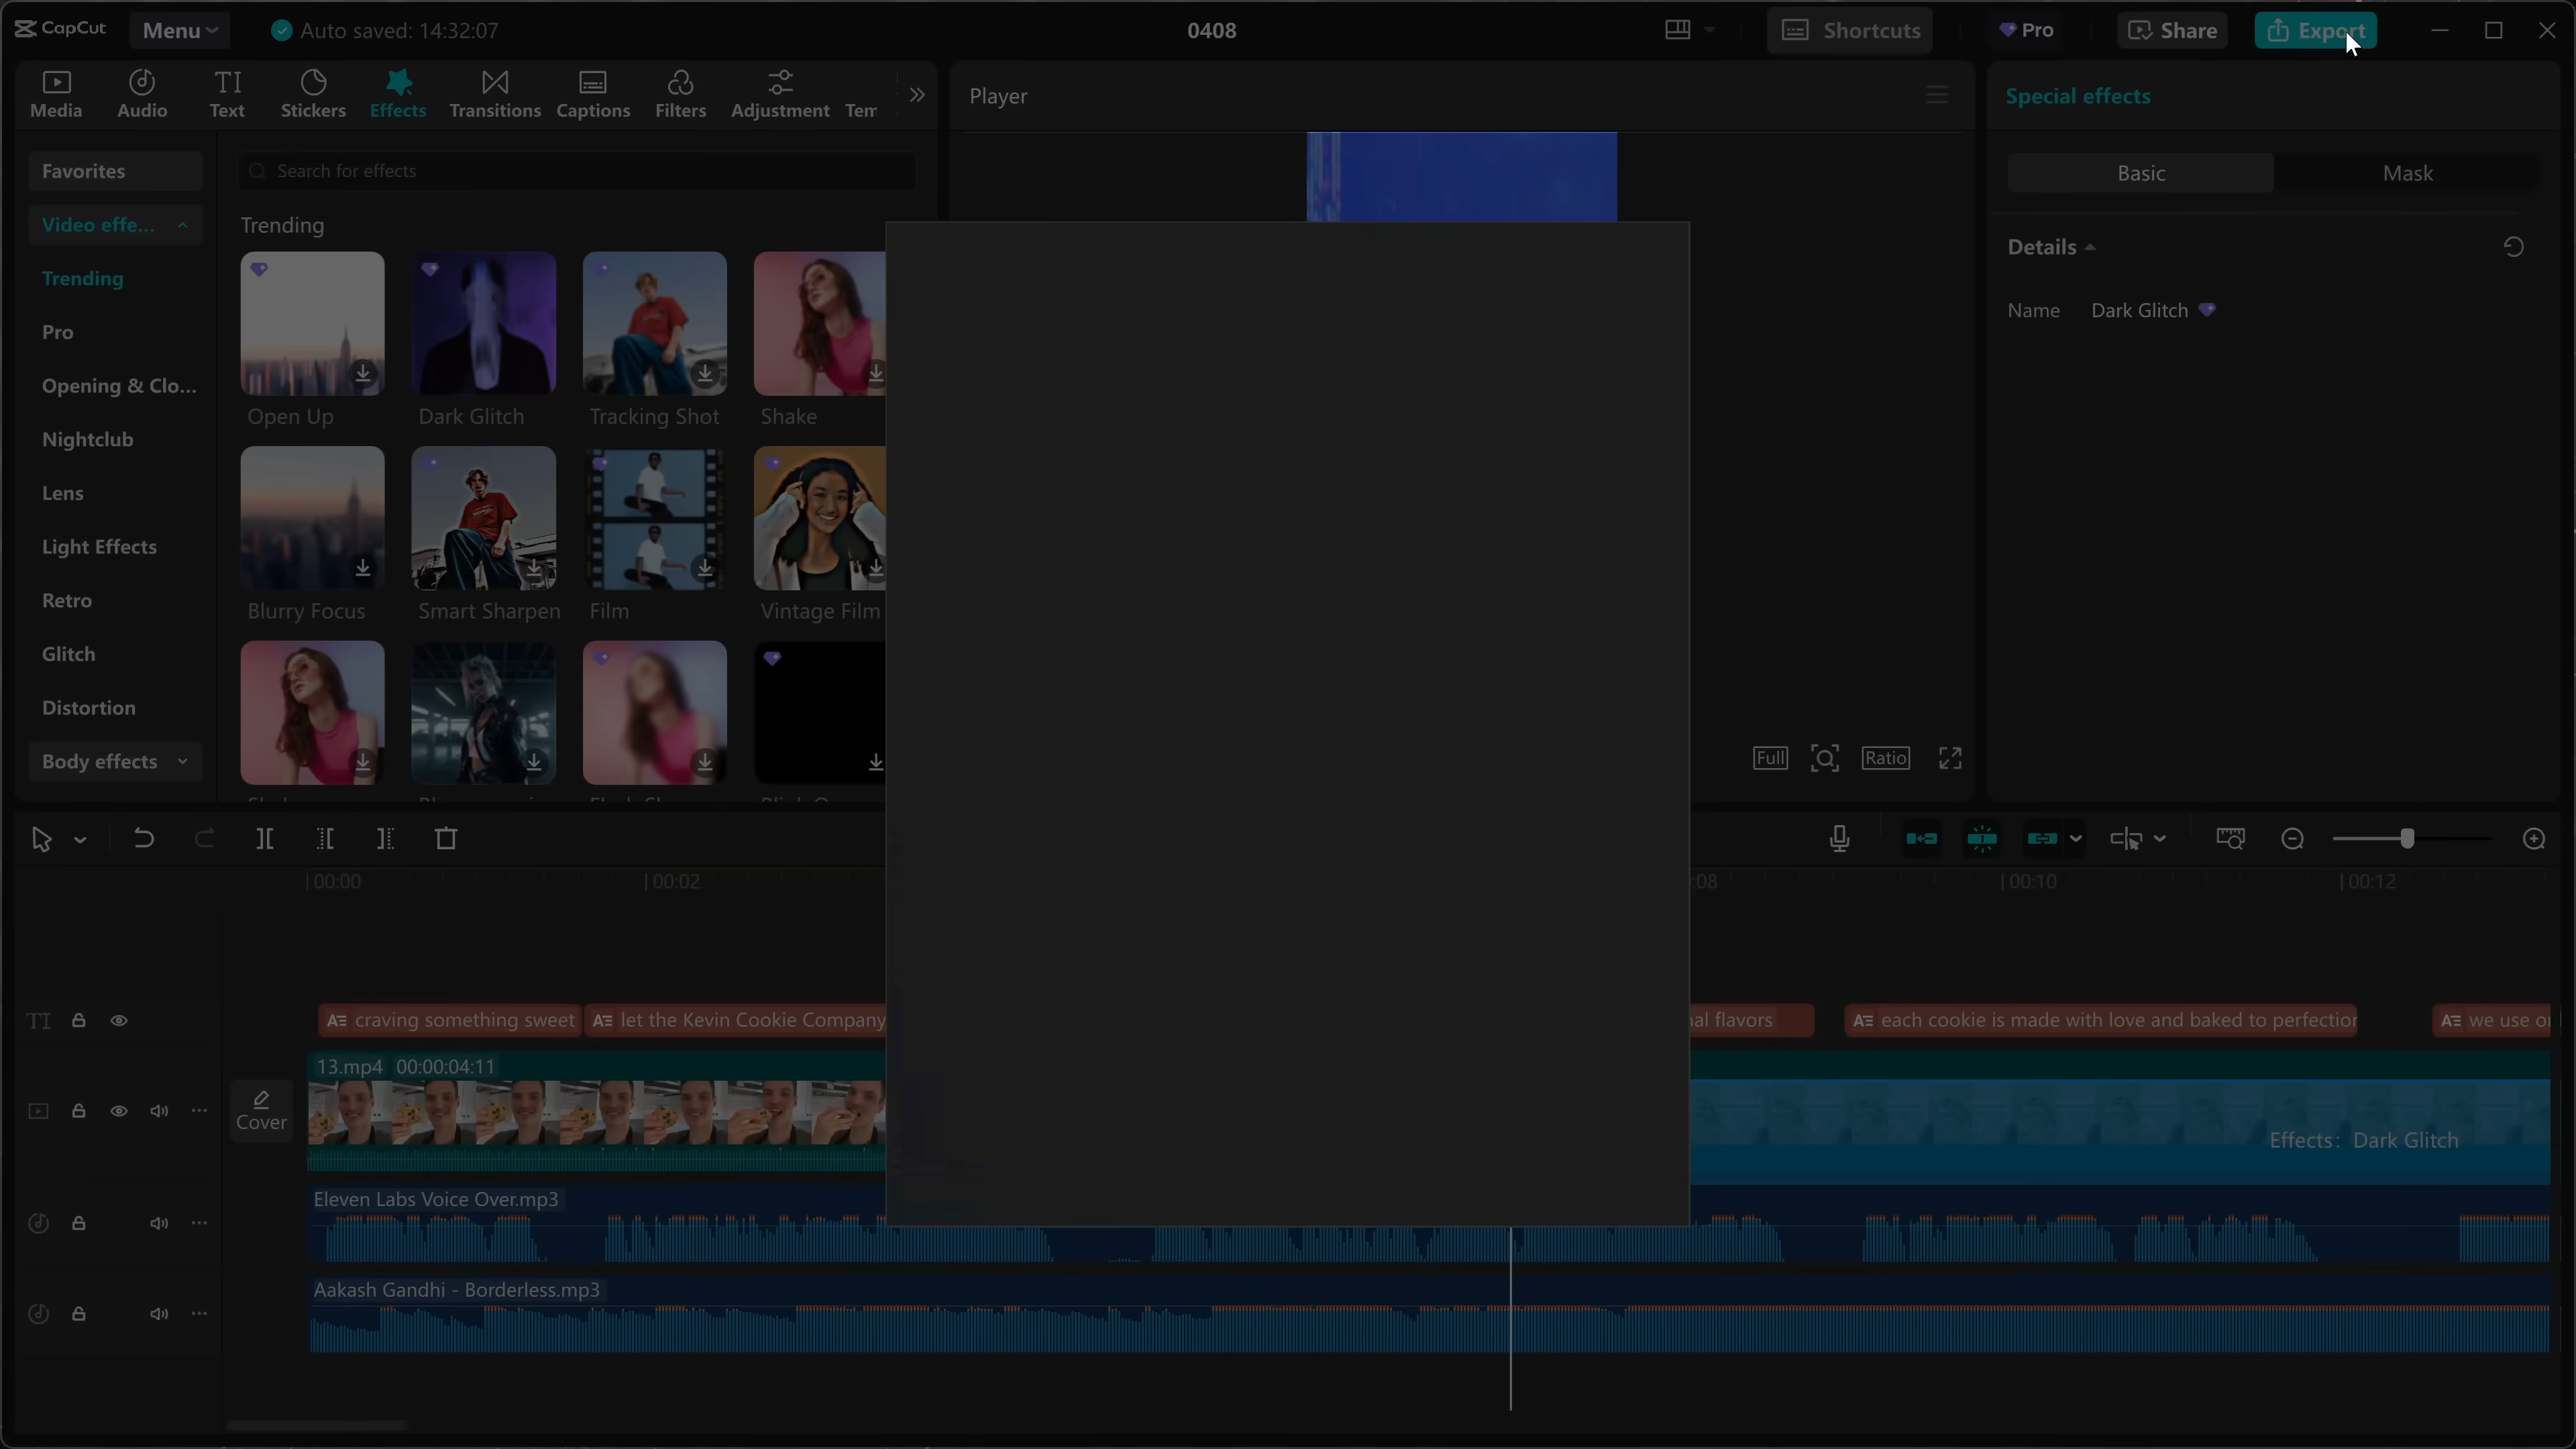 CapCut
Menu
Auto saved: 14:32:07
0408
Shortcuts
Pro
Share
Export
Media
Audio
Text
Stickers
Effects
Transitions
Captions
Filters
Adjustment
Tem
Player
Special effects
Favorites
Search for effects
Basic
Mask
Video effe...
Trending
Details
Trending
Name
Dark Glitch
Pro
Opening & Clo...
Open Up
Dark Glitch
Tracking Shot
Shake
Nightclub
Lens
Light Effects
Retro
Blurry Focus
Smart Sharpen
Film
Vintage Film
Glitch
Distortion
Body effects
Full
Ratio
00:00
00:02
:08
00:10
00:12
TI
craving something sweet
let the Kevin Cookie Company
al flavors
each cookie is made with love and baked to perfection
we use o
13.mp4 00:00:04:11
Cover
Effects: Dark Glitch
Eleven Labs Voice Over.mp3
Aakash Gandhi - Borderless.mp3